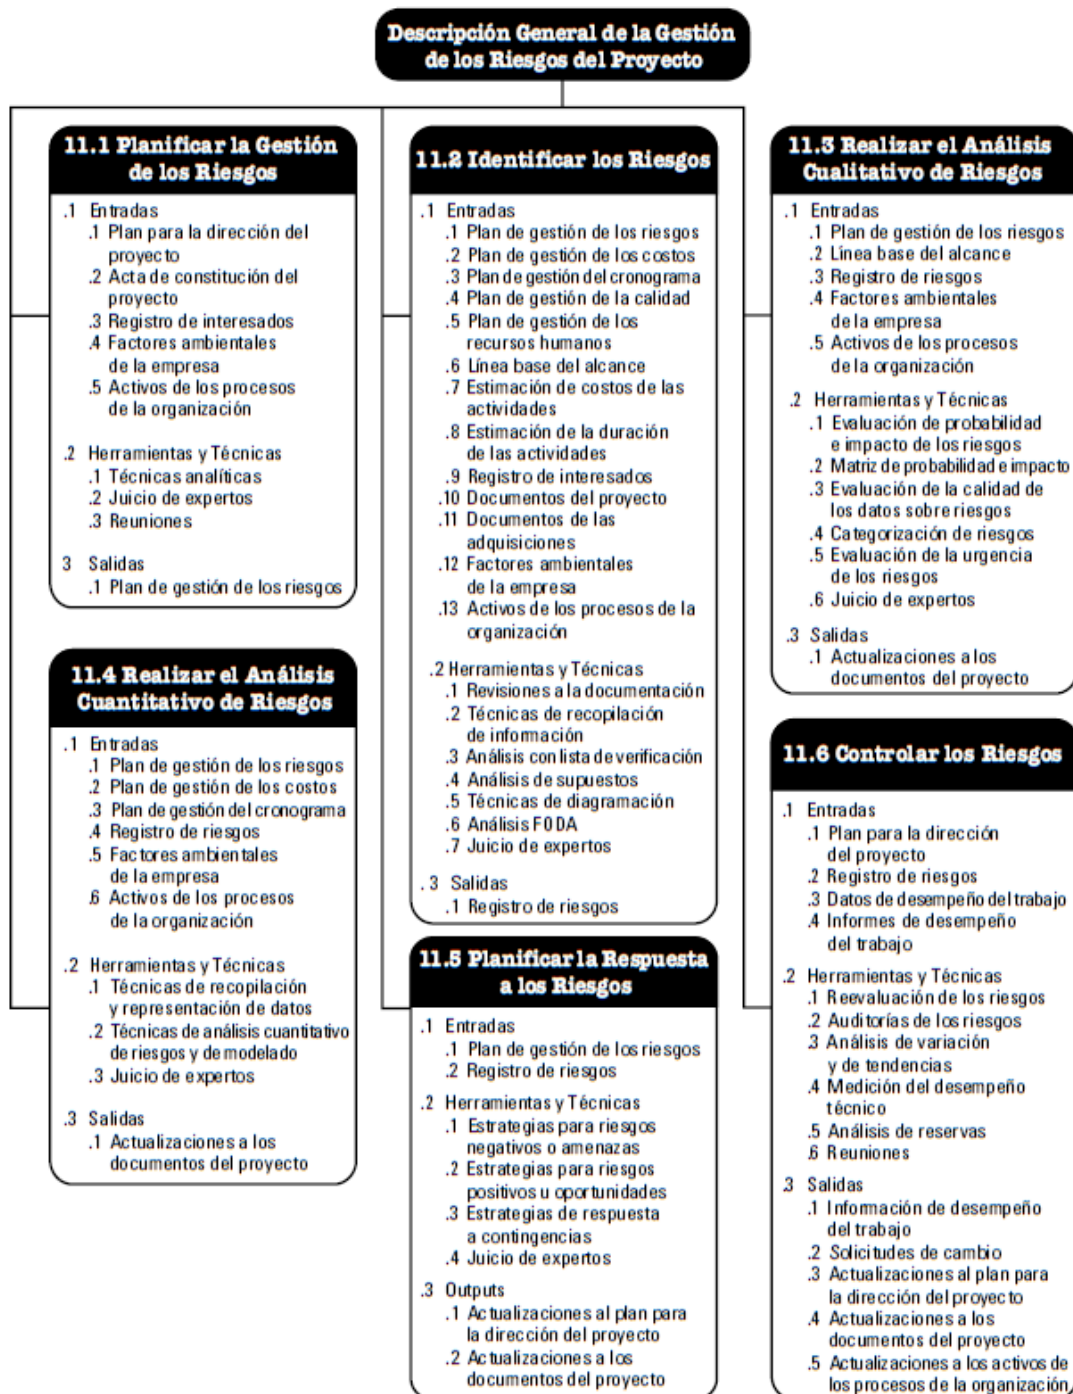 Descripción General de la Gestión
de los Riesgos del Proyecto
11.1 Planificar la Gestión
de los Riesgos
.1 Entradas
.1 Plan para la dirección del
proyecto
.2 Acta de constitución del
proyecto
.3 Registro de interesados
.4 Factores ambientales
de la empresa
.5 Activos de los procesos
de la organización
.2 Herramientas y Técnicas
.1 Técnicas analíticas
.2 Juicio de expertos
.3 Reuniones
3 Salidas
.1 Plan de gestión de los riesgos
11.2 Identificar los Riesgos
.1 Entradas
.1 Plan de gestión de los riesgos
.2 Plan de gestión de los costos
.3 Plan de gestión del cronograma
.4 Plan de gestión de la calidad
.5 Plan de gestión de los
recursos humanos
.6 Línea base del alcance
.7 Estimación de costos de las
actividades
.8 Estimación de la duración
de las actividades
.9 Registro de interesados
.10 Documentos del proyecto
.11 Documentos de las
adquisiciones
.12 Factores ambientales
de la empresa
.13 Activos de los procesos de la
organización
.2 Herramientas y Técnicas
.1 Revisiones a la documentación
.2 Técnicas de recopilación
de información
.3 Análisis con lista de verificación
.4 Análisis de supuestos
.5 Técnicas de diagramación
.6 Análisis FODA
.7 Juicio de expertos
.3 Salidas
.1 Registro de riesgos
11.3 Realizar el Análisis
Cualitativo de Riesgos
.1 Entradas
.1 Plan de gestión de los riesgos
.2 Línea base del alcance
.3 Registro de riesgos
.4 Factores ambientales
de la empresa
.5 Activos de los procesos
de la organización
.2 Herramientas y Técnicas
.1 Evaluación de probabilidad
e impacto de los riesgos
.2 Matriz de probabilidad e impacto
.3 Evaluación de la calidad de
los datos sobre riesgos
.4 Categorización de riesgos
.5 Evaluación de la urgencia
de los riesgos
.6 Juicio de expertos
.3 Salidas
.1 Actualizaciones a los
documentos del proyecto
11.4 Realizar el Análisis
Cuantitativo de Riesgos
.1 Entradas
.1 Plan de gestión de los riesgos
.2 Plan de gestión de los costos
.3 Plan de gestión del cronograma
.4 Registro de riesgos
.5 Factores ambientales
de la empresa
.6 Activos de los procesos
de la organización
.2 Herramientas y Técnicas
.1 Técnicas de recopilación
y representación de datos
.2 Técnicas de análisis cuantitativo
de riesgos y de modelado
.3 Juicio de expertos
.3 Salidas
.1 Actualizaciones a los
documentos del proyecto
11.5 Planificar la Respuesta
a los Riesgos
.1 Entradas
.1 Plan de gestión de los riesgos
.2 Registro de riesgos
.2 Herramientas y Técnicas
.1 Estrategias para riesgos
negativos o amenazas
.2 Estrategias para riesgos
positivos u oportunidades
.3 Estrategias de respuesta
a contingencias
.4 Juicio de expertos
.3 Outputs
.1 Actualizaciones al plan para
la dirección del proyecto
.2 Actualizaciones a los
documentos del proyecto
11.6 Controlar los Riesgos
.1 Entradas
.1 Plan para la dirección
del proyecto
.2 Registro de riesgos
.3 Datos de desempeño del trabajo
.4 Informes de desempeño
del trabajo
.2 Herramientas y Técnicas
.1 Reevaluación de los riesgos
.2 Auditorías de los riesgos
.3 Análisis de variación
y de tendencias
.4 Medición del desempeño
técnico
.5 Análisis de reservas
.6 Reuniones
.3 Salidas
.1 Información de desempeño
del trabajo
.2 Solicitudes de cambio
.3 Actualizaciones al plan para
la dirección del proyecto
.4 Actualizaciones a los
documentos del proyecto
.5 Actualizaciones a los activos de
los procesos de la organización